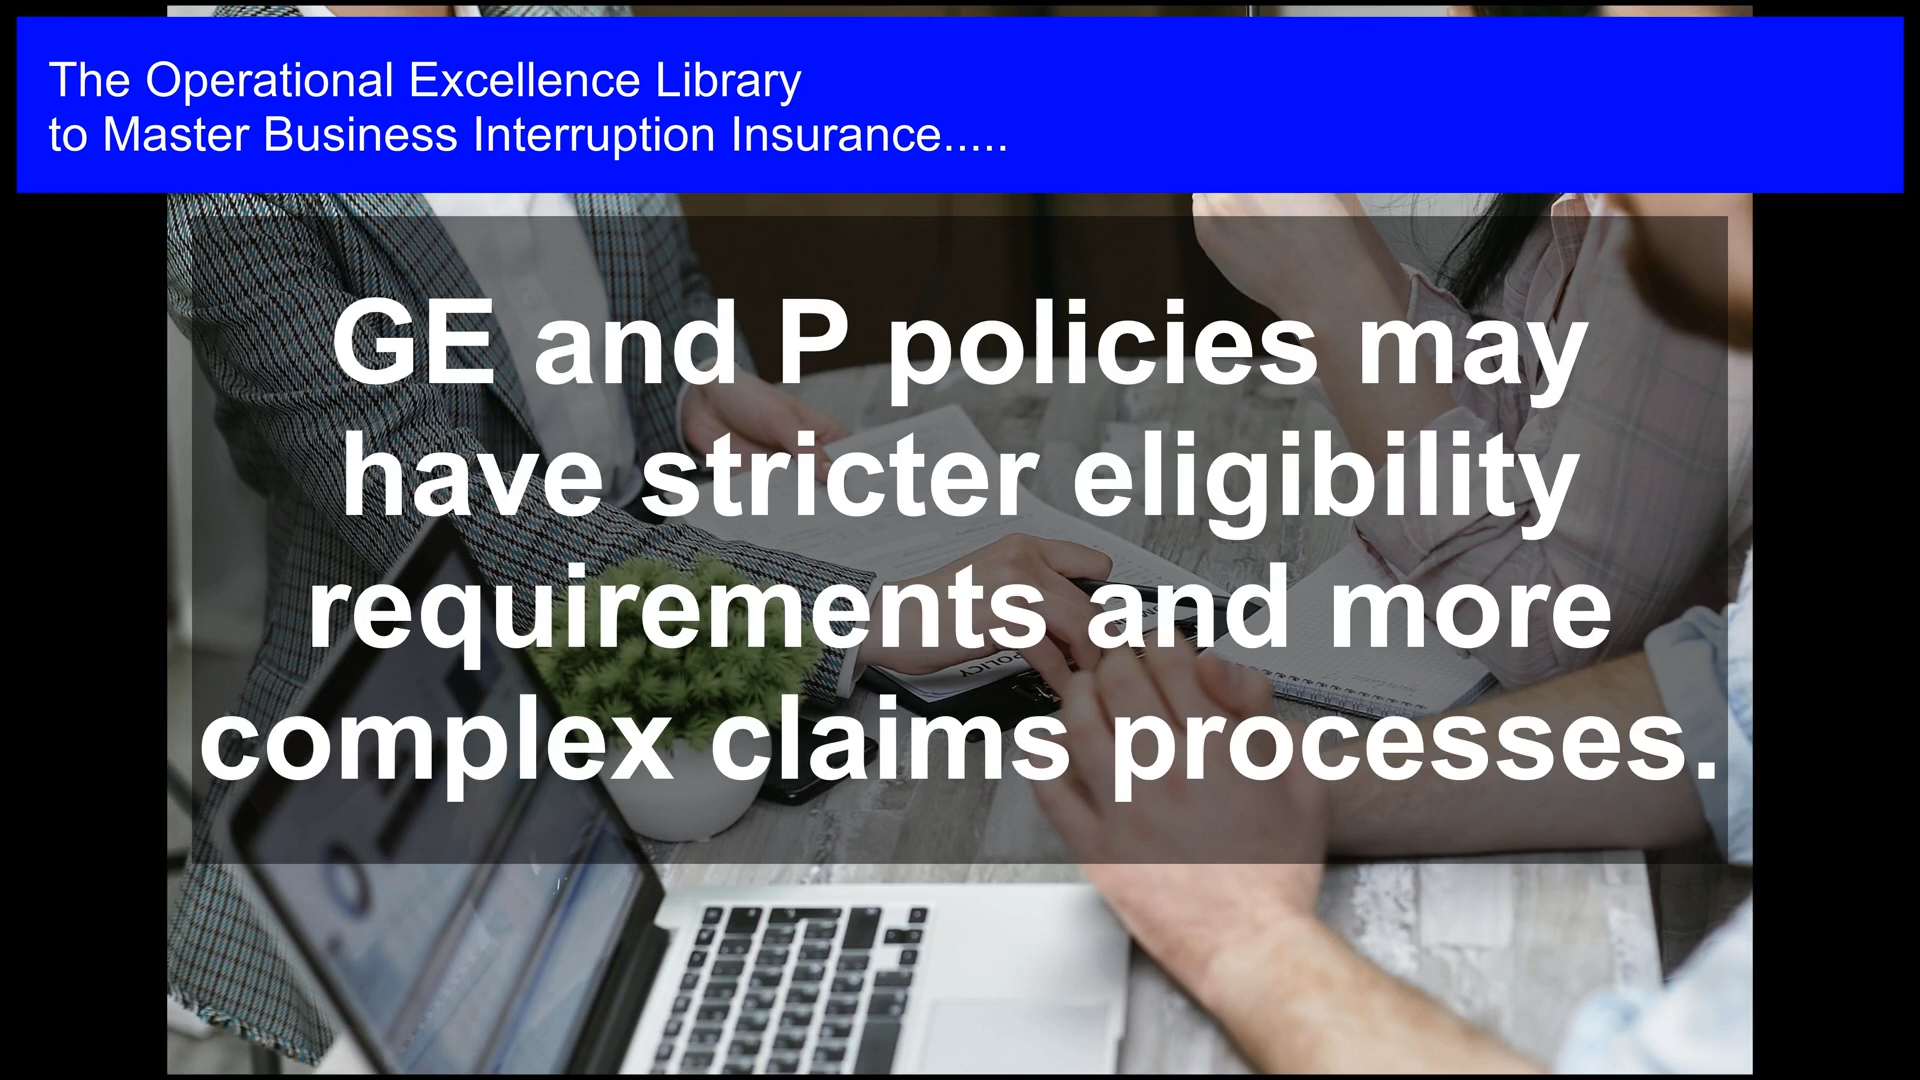 The Operational Excellence Library
to Master Business Interruption Insurance.....
GE and P policies may
have stricter eligibility
requirements and more
complex claims processes.
POLICY